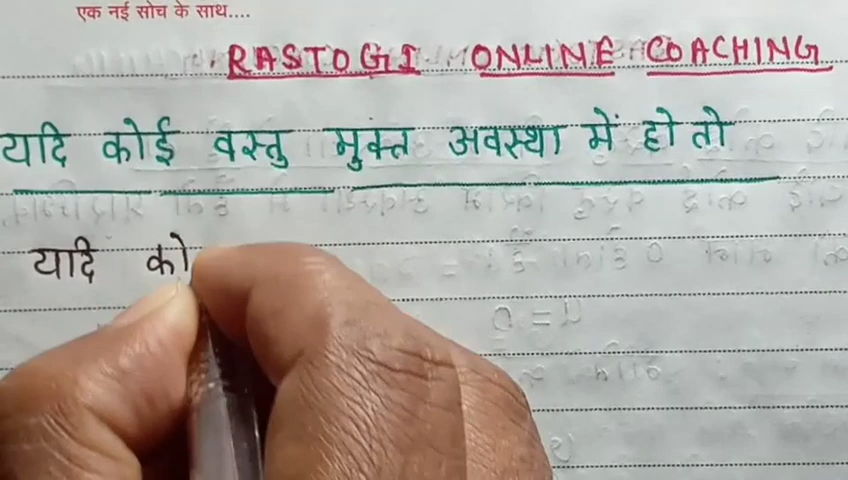 एक नई सोच के साथ....
RASTOGI ONLINE COACHING
यदि कोई वस्तु मुक्त अवस्था में हो तो
यदि को